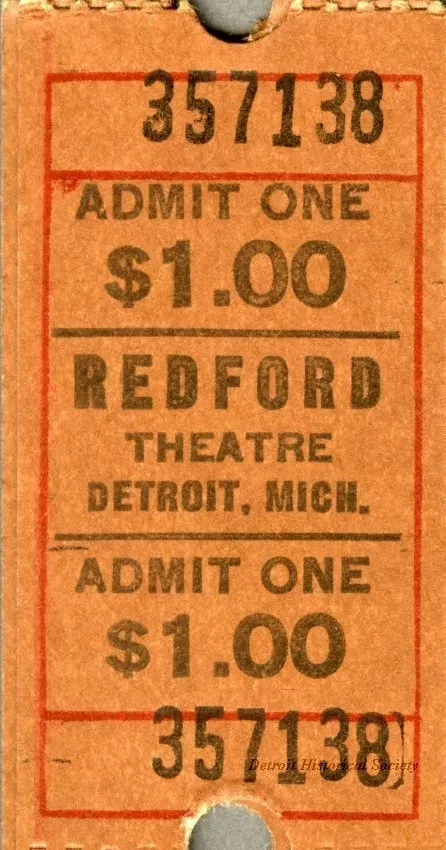 357138
ADMIT ONE
$1.00
REDFORD
THEATRE
DETROIT, MICH.
ADMIT ONE
$1.00
357138
Detroit Historical Society